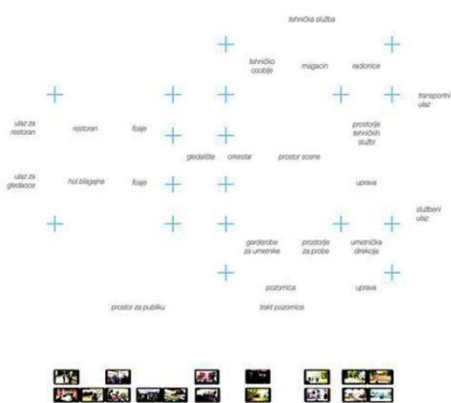 tehnička služba
tehničko
osoblje
magacin
radionice
transportni
ulaz
ulaz za
restoran
restoran
foaje
prostorije
tehničkih
službi
gledalište
orkestar
prostor scene
ulaz za
gledaoce
hol blagajne
foaje
uprava
službeni
ulaz
garderobe
za umetnike
prostorije
za probe
umetnička
direkcija
pozornica
uprava
prostor za publiku
trakt pozornice